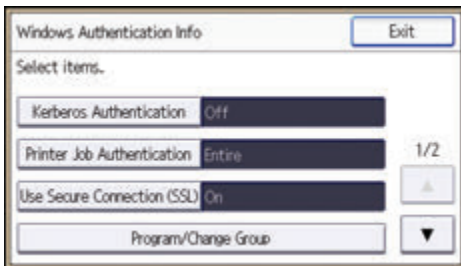 Windows Authentication Info
Exit
Select items.
Kerberos Authentication Off
Printer Job Authentication Entire
1/2
Use Secure Connection (SSL) On
Program/Change Group